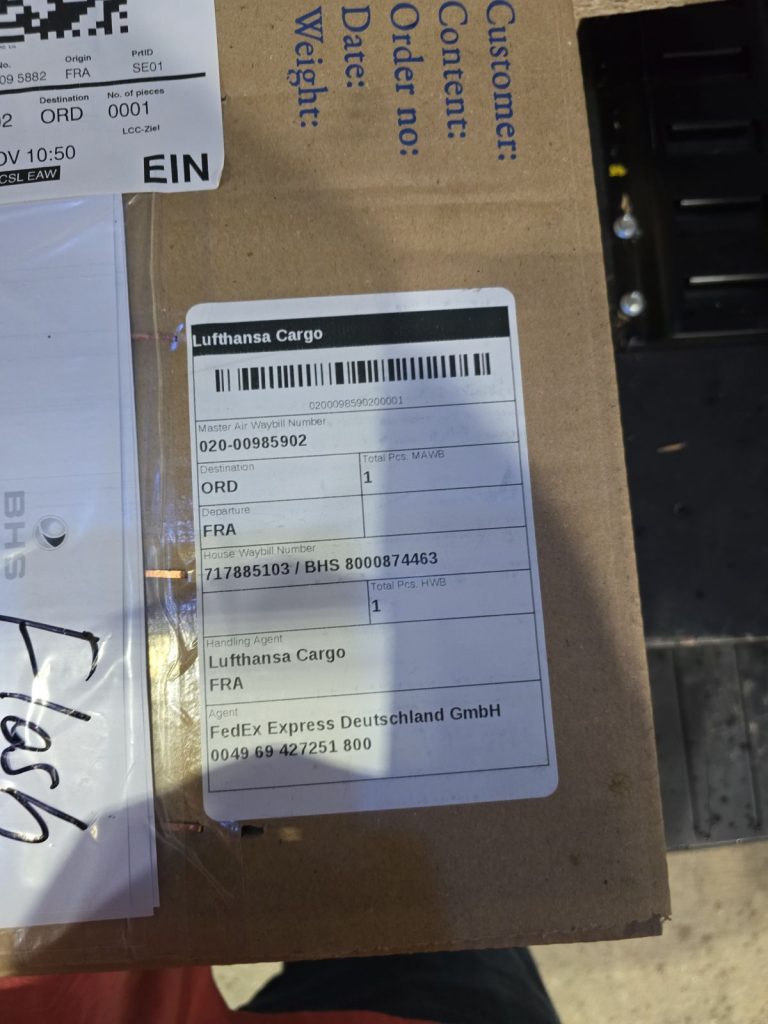 Origin
PrtID
09 5882
FRA
SE01
Destination
No. of pieces
2
ORD
0001
LCC-Ziel
OV 10:50
CSL EAW
EIN
Customer:
Content:
Order no:
Date:
Weight:
Lufthansa Cargo
0200098590200001
Master Air Waybill Number
020-00985902
Destination
Total Pcs. MAWB
ORD
1
Departure
FRA
House Waybill Number
717885103 / BHS 8000874463
Total Pcs. HWB
1
Handling Agent
Lufthansa Cargo
FRA
Agent
FedEx Express Deutschland GmbH
0049 69 427251 800
BHS
Flash